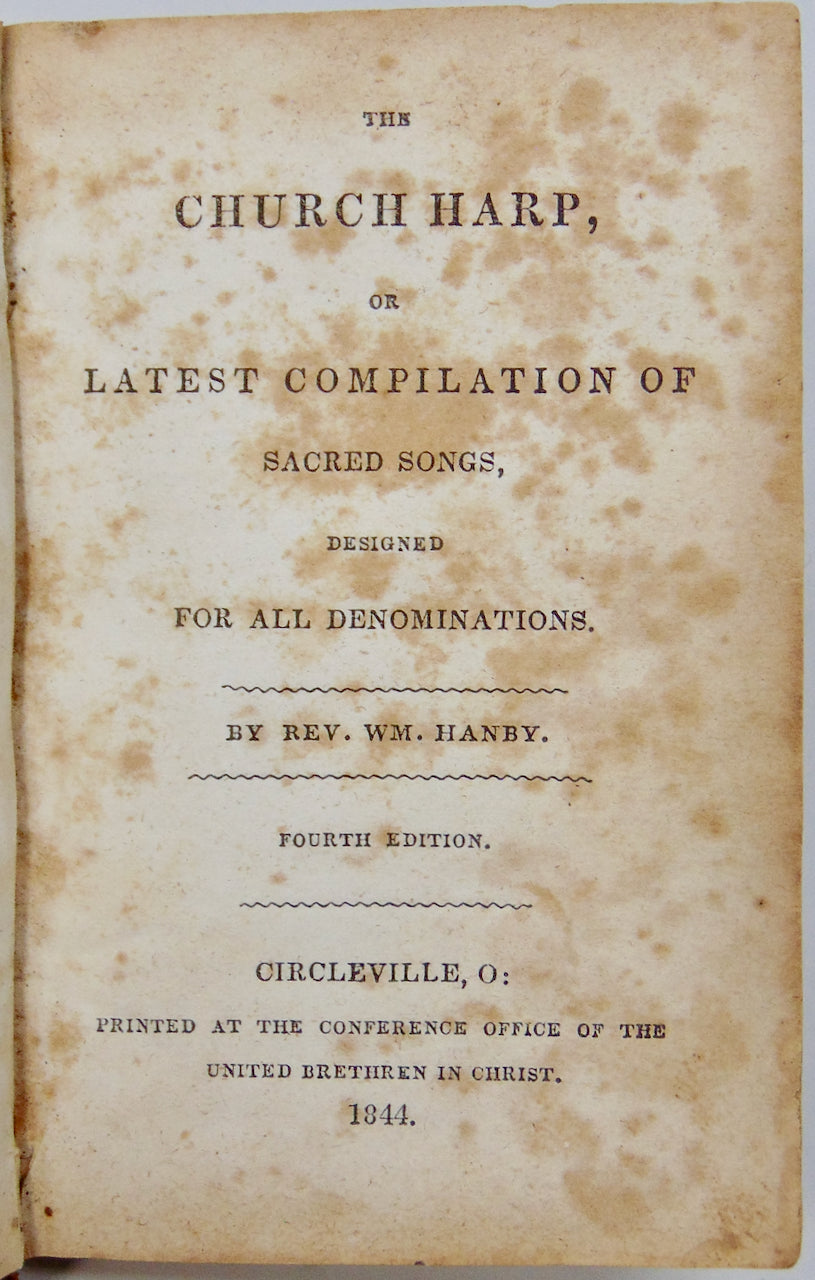 THE
CHURCH HARP,
OR
LATEST COMPILATION OF
SACRED SONGS,
DESIGNED
FOR ALL DENOMINATIONS.
BY REV. WM. HANBY.
FOURTH EDITION.
CIRCLEVILLE, O:
PRINTED AT THE CONFERENCE OFFICE OF THE
UNITED BRETHREN IN CHRIST.
1844.